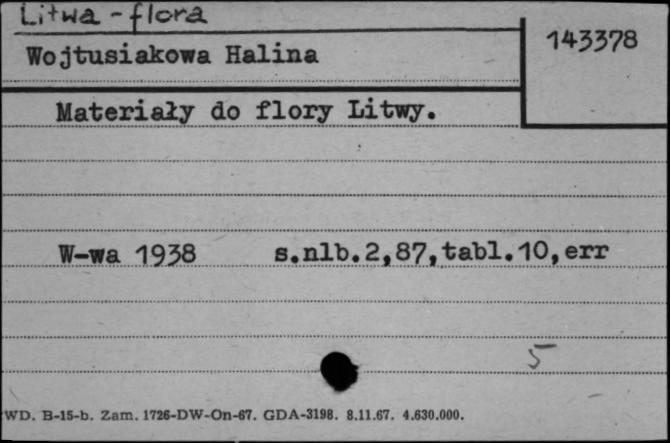 Litwa - flora
Wojtusiakowa Halina
143378
Materiały do flory Litwy.
W-wa 1938 s.nlb.2,87,tabl.10,err
5
WD. B-15-b. Zam. 1726-DW-On-67. GDA-3198. 8.11.67. 4.630.000.